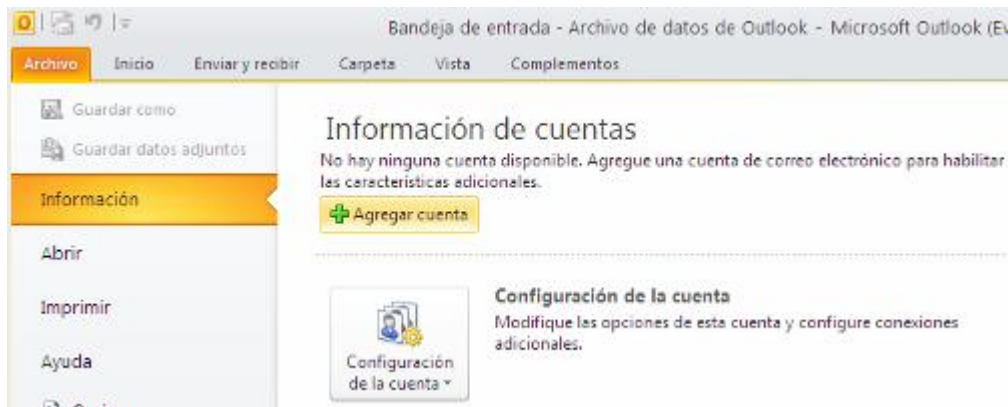 Bandeja de entrada - Archivo de datos de Outlook - Microsoft Outlook (Ev
Archivo Inicio Enviar y recibir Carpeta Vista Complementos
Guardar como
Guardar datos adjuntos
Información
Abrir
Imprimir
Ayuda
Información de cuentas
No hay ninguna cuenta disponible. Agregue una cuenta de correo electrónico para habilitar
las características adicionales.
Agregar cuenta
Configuración
de la cuenta
Configuración de la cuenta
Modifique las opciones de esta cuenta y configure conexiones
adicionales.